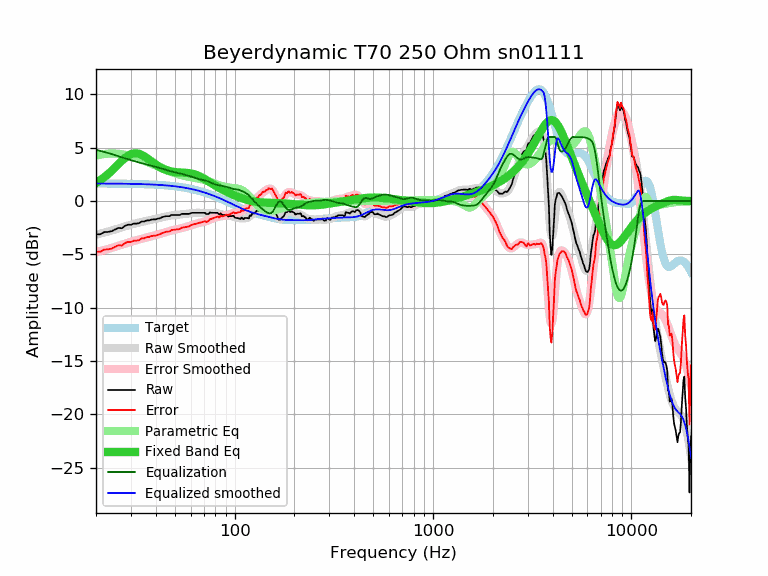 Beyerdynamic T70 250 Ohm sn01111
Amplitude (dBr)
10
5
0
−5
−10
−15
−20
−25
Target
Raw Smoothed
Error Smoothed
Raw
Error
Parametric Eq
Fixed Band Eq
Equalization
Equalized smoothed
100 1000 10000
Frequency (Hz)